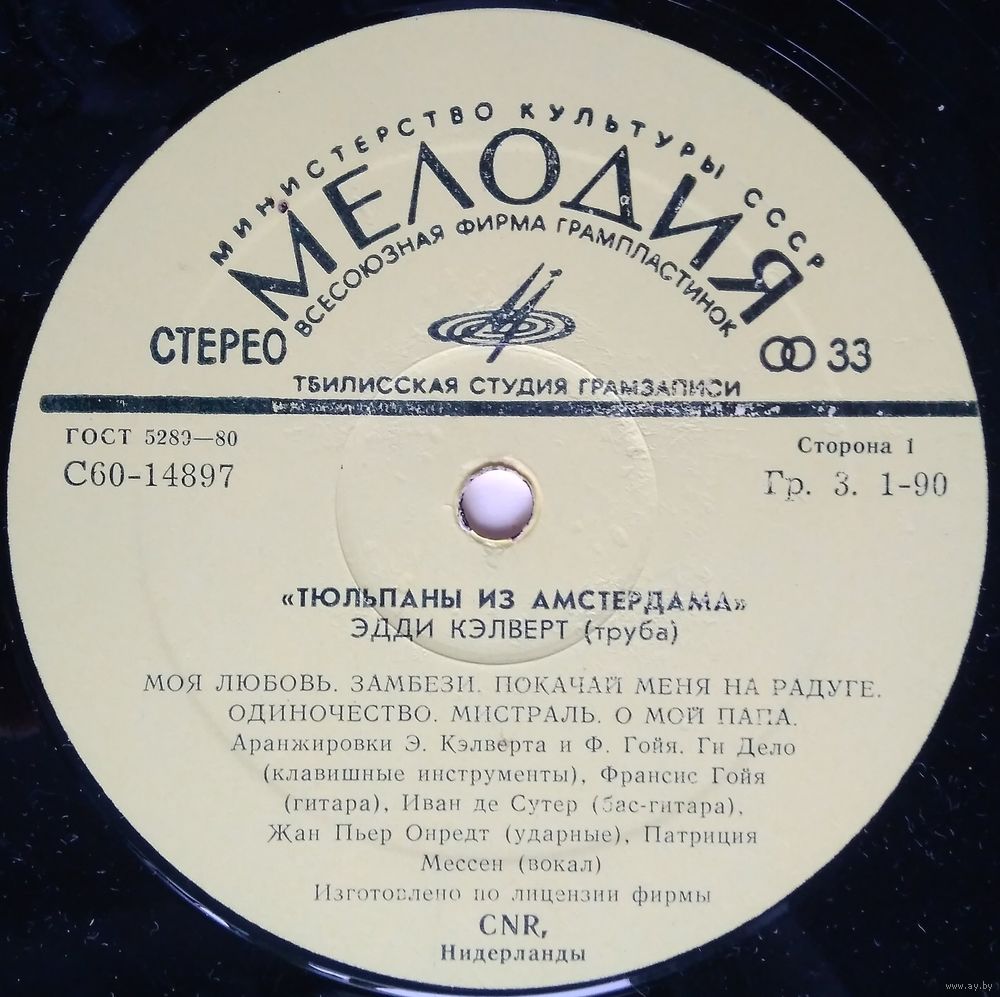 МИНИСТЕРСТВО КУЛЬТУРЫ СССР
МЕЛОДИЯ
ВСЕСОЮЗНАЯ ФИРМА ГРАМПЛАСТИНОК
СТЕРЕО
33
ТБИЛИССКАЯ СТУДИЯ ГРАМЗАПИСИ
ГОСТ 5289—80
Сторона 1
С60-14897
Гр. 3. 1-90
«ТЮЛЬПАНЫ ИЗ АМСТЕРДАМА»
ЭДДИ КЭЛВЕРТ (труба)
МОЯ ЛЮБОВЬ. ЗАМБЕЗИ. ПОКАЧАЙ МЕНЯ НА РАДУГЕ.
ОДИНОЧЕСТВО. МИСТРАЛЬ. О МОЙ ПАПА.
Аранжировки Э. Кэлверта и Ф. Гойя. Ги Дело
(клавишные инструменты), Франсис Гойя
(гитара), Иван де Сутер (бас-гитара),
Жан Пьер Онредт (ударные), Патриция
Мессен (вокал)
Изготовлено по лицензии фирмы
CNR,
Нидерланды
www.ay.by